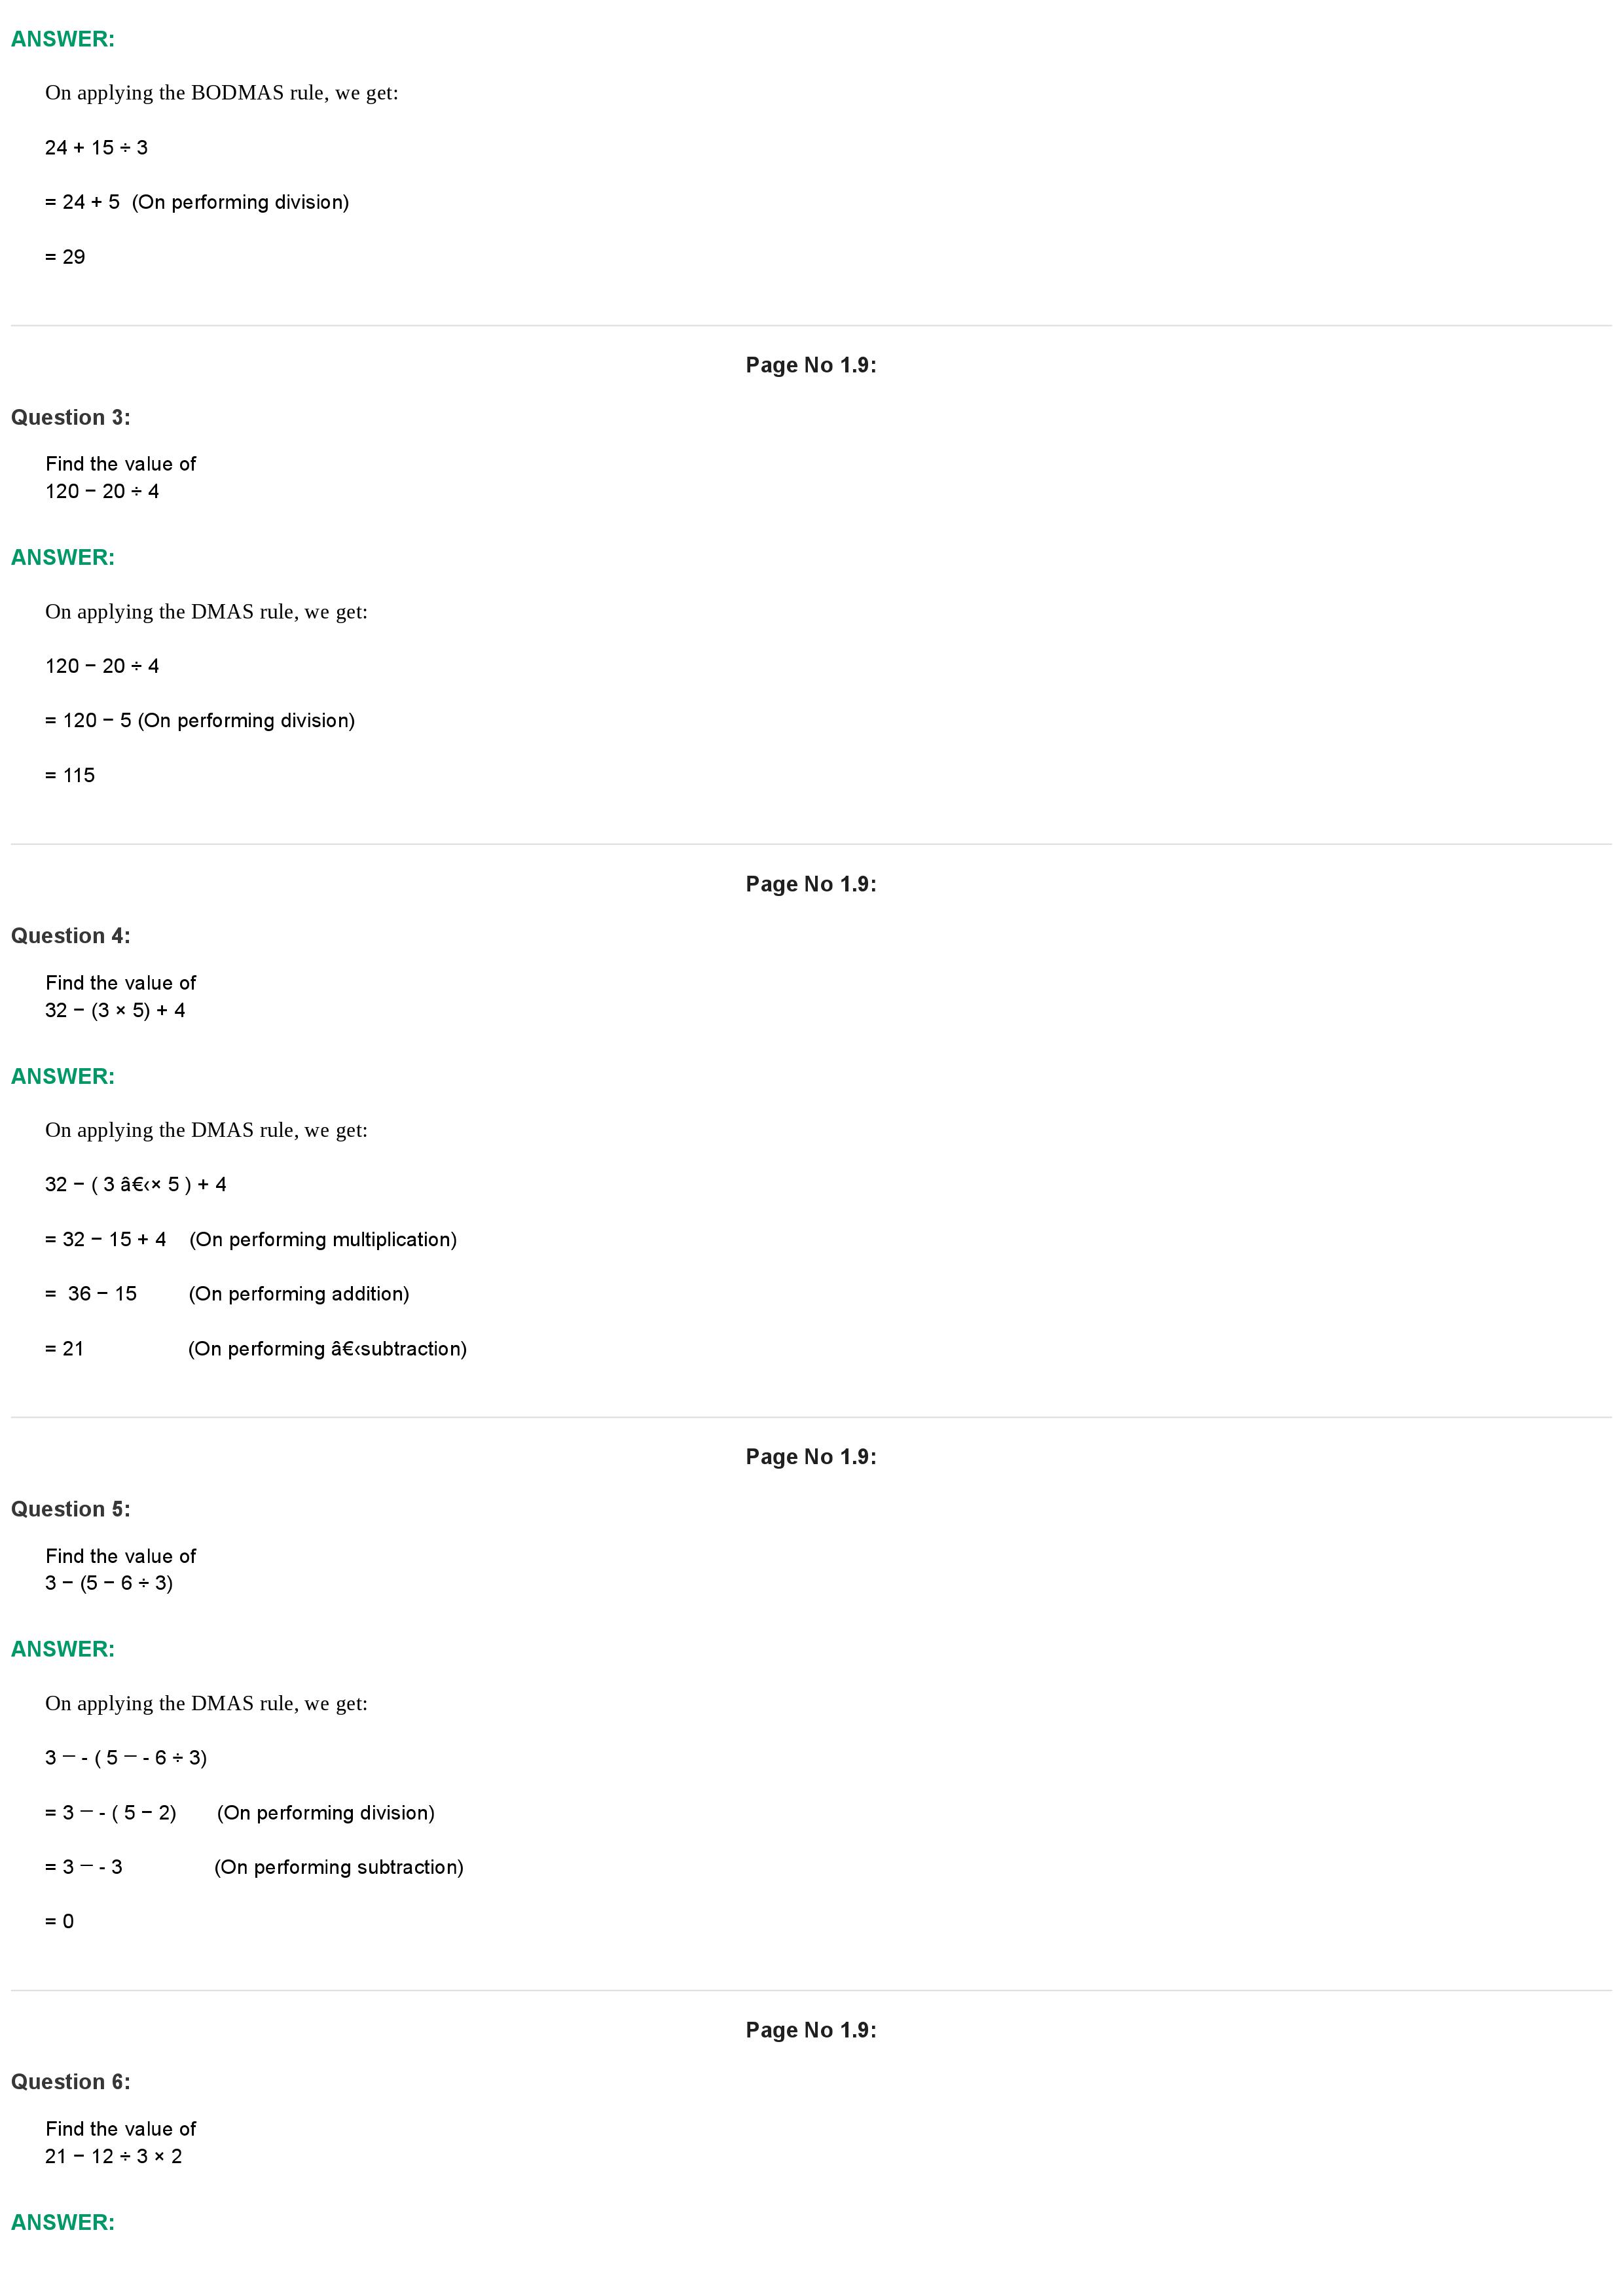 ANSWER:
On applying the BODMAS rule, we get:
24 + 15 ÷ 3
= 24 + 5  (On performing division)
= 29
Page No 1.9:
Question 3:
Find the value of
120 − 20 ÷ 4
ANSWER:
On applying the DMAS rule, we get:
120 − 20 ÷ 4
= 120 − 5 (On performing division)
= 115
Page No 1.9:
Question 4:
Find the value of
32 − (3 × 5) + 4
ANSWER:
On applying the DMAS rule, we get:
32 − ( 3 â€‹× 5 ) + 4
= 32 − 15 + 4    (On performing multiplication)
=  36 − 15         (On performing addition)
= 21                  (On performing â€‹subtraction)
Page No 1.9:
Question 5:
Find the value of
3 − (5 − 6 ÷ 3)
ANSWER:
On applying the DMAS rule, we get:
3 − - ( 5 − - 6 ÷ 3)
= 3 − - ( 5 − 2)       (On performing division)
= 3 − - 3                (On performing subtraction)
= 0
Page No 1.9:
Question 6:
Find the value of
21 − 12 ÷ 3 × 2
ANSWER: